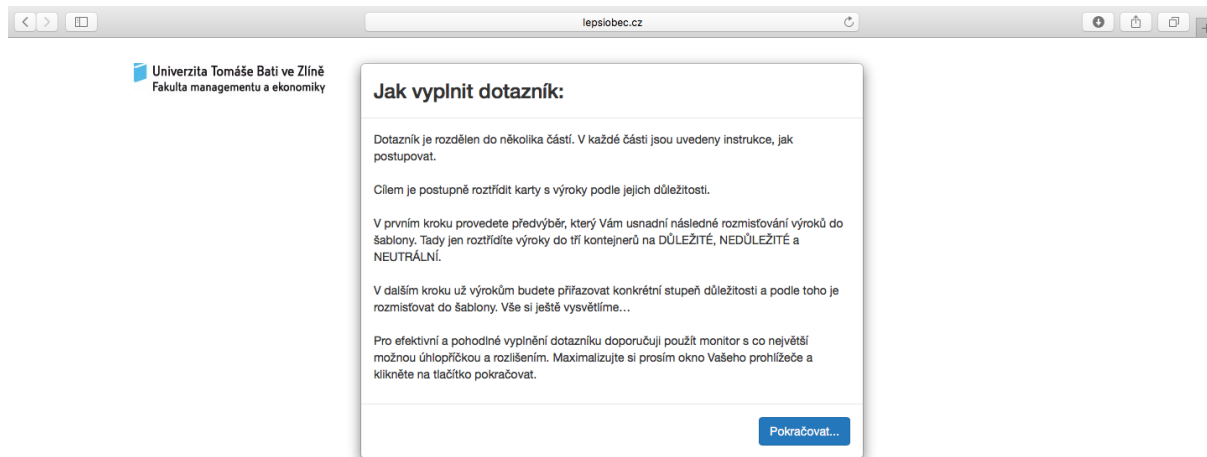 lepsiobec.cz
Univerzita Tomáše Bati ve Zlíně
Fakulta managementu a ekonomiky
Jak vyplnit dotazník:
Dotazník je rozdělen do několika částí. V každé části jsou uvedeny instrukce, jak
postupovat.
Cílem je postupně roztřídit karty s výroky podle jejich důležitosti.
V prvním kroku provedete předvýběr, který Vám usnadní následné rozmisťování výroků do
šablony. Tady jen roztřídíte výroky do tří kontejnerů na DŮLEŽITÉ, NEDŮLEŽITÉ a
NEUTRÁLNÍ.
V dalším kroku už výrokům budete přiřazovat konkrétní stupeň důležitosti a podle toho je
rozmisťovat do šablony. Vše si ještě vysvětlíme…
Pro efektivní a pohodlné vyplnění dotazníku doporučuji použít monitor s co největší
možnou úhlopříčkou a rozlišením. Maximalizujte si prosím okno Vašeho prohlížeče a
klikněte na tlačítko pokračovat.
Pokračovat...